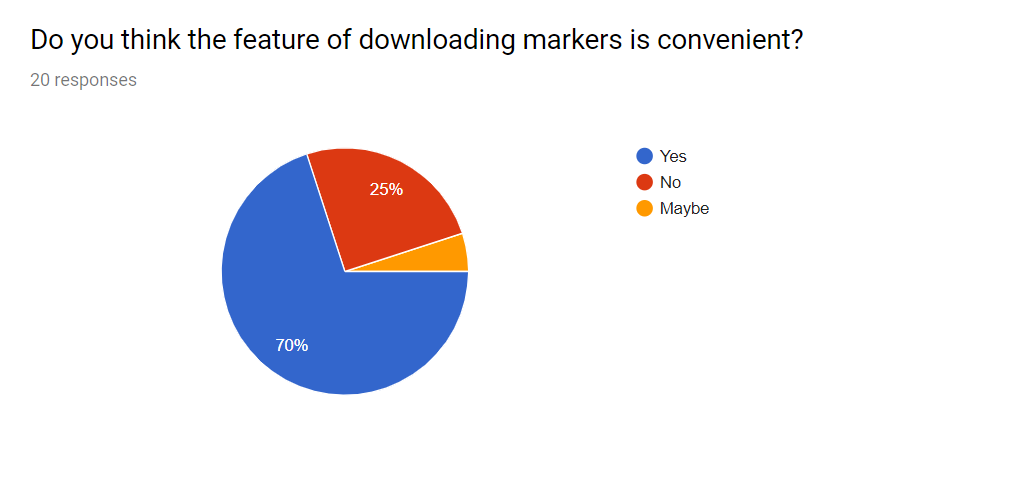 Do you think the feature of downloading markers is convenient?
20 responses
Yes
No
Maybe
25%
70%